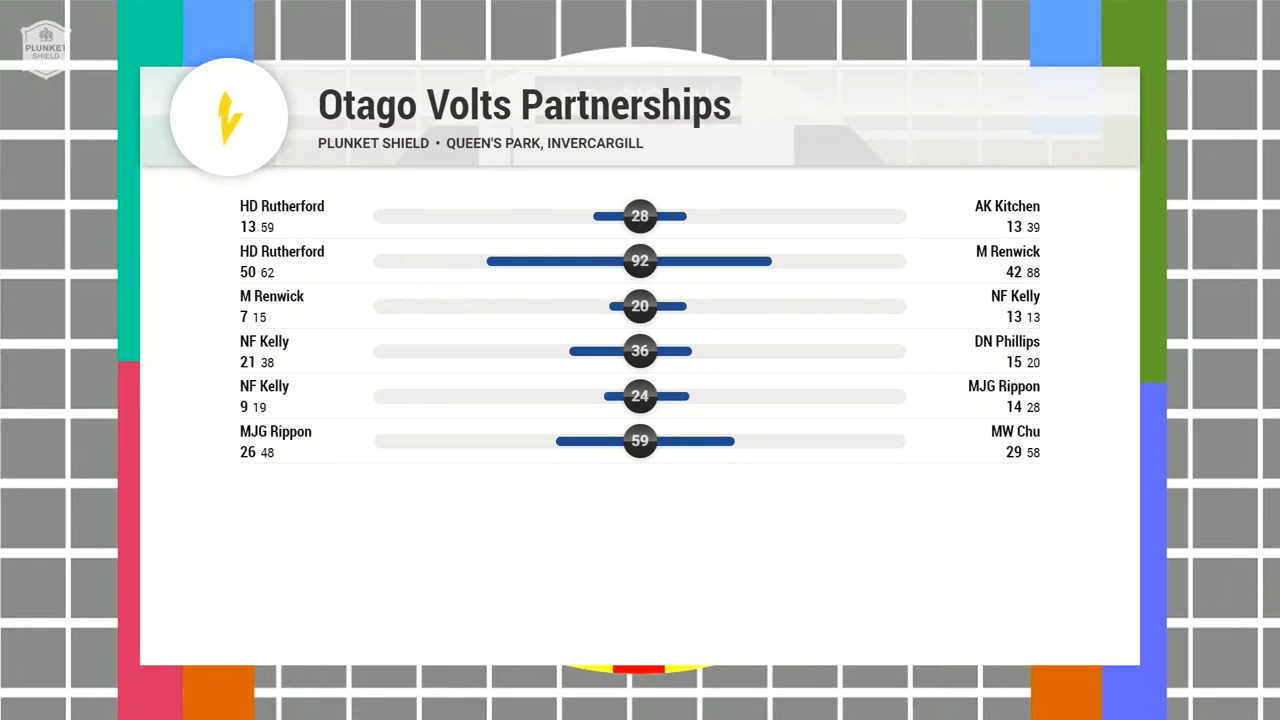 PLUNKET
SHIELD
Otago Volts Partnerships
PLUNKET SHIELD • QUEEN'S PARK, INVERCARGILL
HD Rutherford 28 AK Kitchen
13 59 13 39
HD Rutherford 92 M Renwick
50 62 42 88
M Renwick 20 NF Kelly
7 15 13 13
NF Kelly 36 DN Phillips
21 38 15 20
NF Kelly 24 MJG Rippon
9 19 14 28
MJG Rippon 59 MW Chu
26 48 29 58